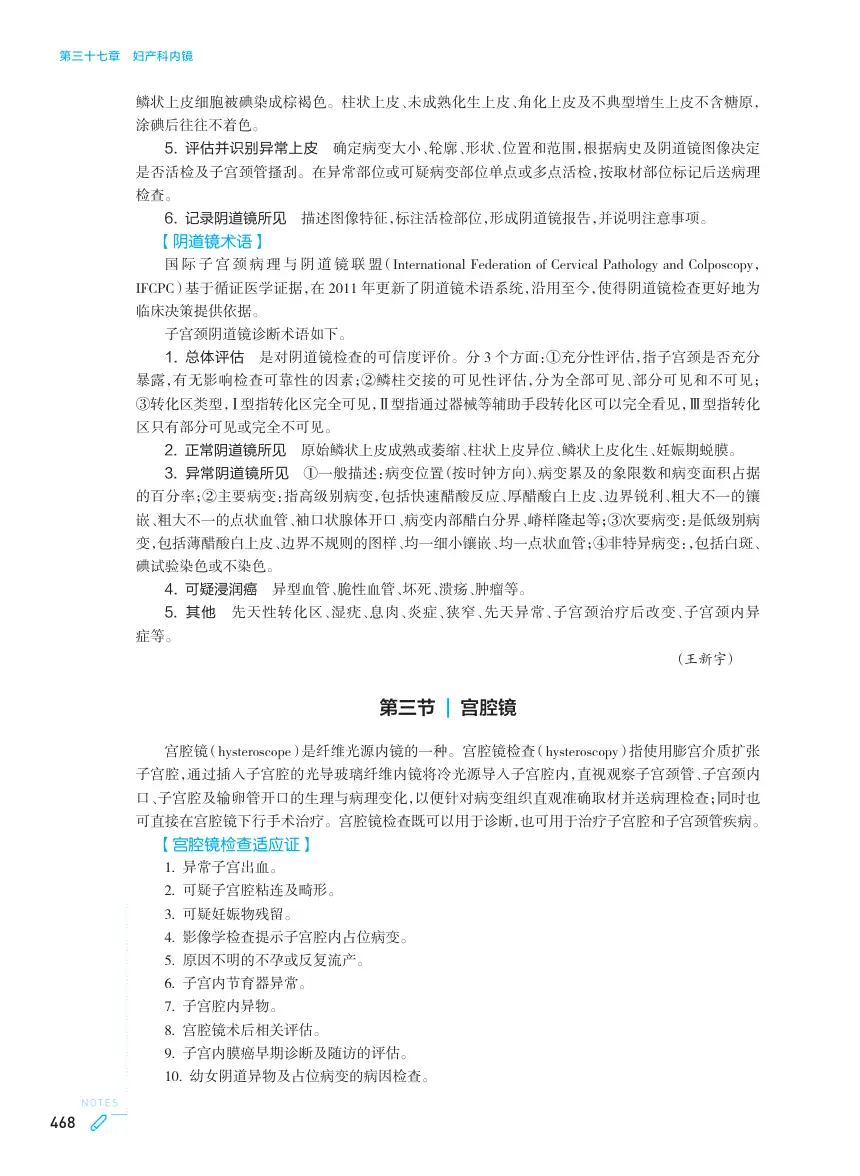 第三十七章 妇产科内镜
鳞状上皮细胞被碘染成棕褐色。柱状上皮、未成熟化生上皮、角化上皮及不典型增生上皮不含糖原，
涂碘后往往不着色。
5. 评估并识别异常上皮 确定病变大小、轮廓、形状、位置和范围，根据病史及阴道镜图像决定
是否活检及子宫颈管搔刮。在异常部位或可疑病变部位单点或多点活检，按取材部位标记后送病理
检查。
6. 记录阴道镜所见 描述图像特征，标注活检部位，形成阴道镜报告，并说明注意事项。
【阴道镜术语】
国际子宫颈病理与阴道镜联盟（International Federation of Cervical Pathology and Colposcopy，
IFCPC）基于循证医学证据，在 2011 年更新了阴道镜术语系统，沿用至今，使得阴道镜检查更好地为
临床决策提供依据。
子宫颈阴道镜诊断术语如下。
1. 总体评估 是对阴道镜检查的可信度评价。分 3 个方面：①充分性评估，指子宫颈是否充分
暴露，有无影响检查可靠性的因素；②鳞柱交接的可见性评估，分为全部可见、部分可见和不可见；
③转化区类型，Ⅰ型指转化区完全可见，Ⅱ型指通过器械等辅助手段转化区可以完全看见，Ⅲ型指转化
区只有部分可见或完全不可见。
2. 正常阴道镜所见 原始鳞状上皮成熟或萎缩、柱状上皮异位、鳞状上皮化生、妊娠期蜕膜。
3. 异常阴道镜所见 ①一般描述：病变位置（按时钟方向）、病变累及的象限数和病变面积占据
的百分率；②主要病变：指高级别病变，包括快速醋酸反应、厚醋酸白上皮、边界锐利、粗大不一的镶
嵌、粗大不一的点状血管、袖口状腺体开口、病变内部醋白分界、嵴样隆起等；③次要病变：是低级别病
变，包括薄醋酸白上皮、边界不规则的图样、均一细小镶嵌、均一点状血管；④非特异病变：，包括白斑、
碘试验染色或不染色。
4. 可疑浸润癌 异型血管、脆性血管、坏死、溃疡、肿瘤等。
5. 其他 先天性转化区、湿疣、息肉、炎症、狭窄、先天异常、子宫颈治疗后改变、子宫颈内异
症等。
（王新宇）
第三节 | 宫腔镜
宫腔镜（hysteroscope）是纤维光源内镜的一种。宫腔镜检查（hysteroscopy）指使用膨宫介质扩张
子宫腔，通过插入子宫腔的光导玻璃纤维内镜将冷光源导入子宫腔内，直视观察子宫颈管、子宫颈内
口、子宫腔及输卵管开口的生理与病理变化，以便针对病变组织直观准确取材并送病理检查；同时也
可直接在宫腔镜下行手术治疗。宫腔镜检查既可以用于诊断，也可用于治疗子宫腔和子宫颈管疾病。
【宫腔镜检查适应证】
1. 异常子宫出血。
2. 可疑子宫腔粘连及畸形。
3. 可疑妊娠物残留。
4. 影像学检查提示子宫腔内占位病变。
5. 原因不明的不孕或反复流产。
6. 子宫内节育器异常。
7. 子宫腔内异物。
8. 宫腔镜术后相关评估。
9. 子宫内膜癌早期诊断及随访的评估。
10. 幼女阴道异物及占位病变的病因检查。
NOTES
468